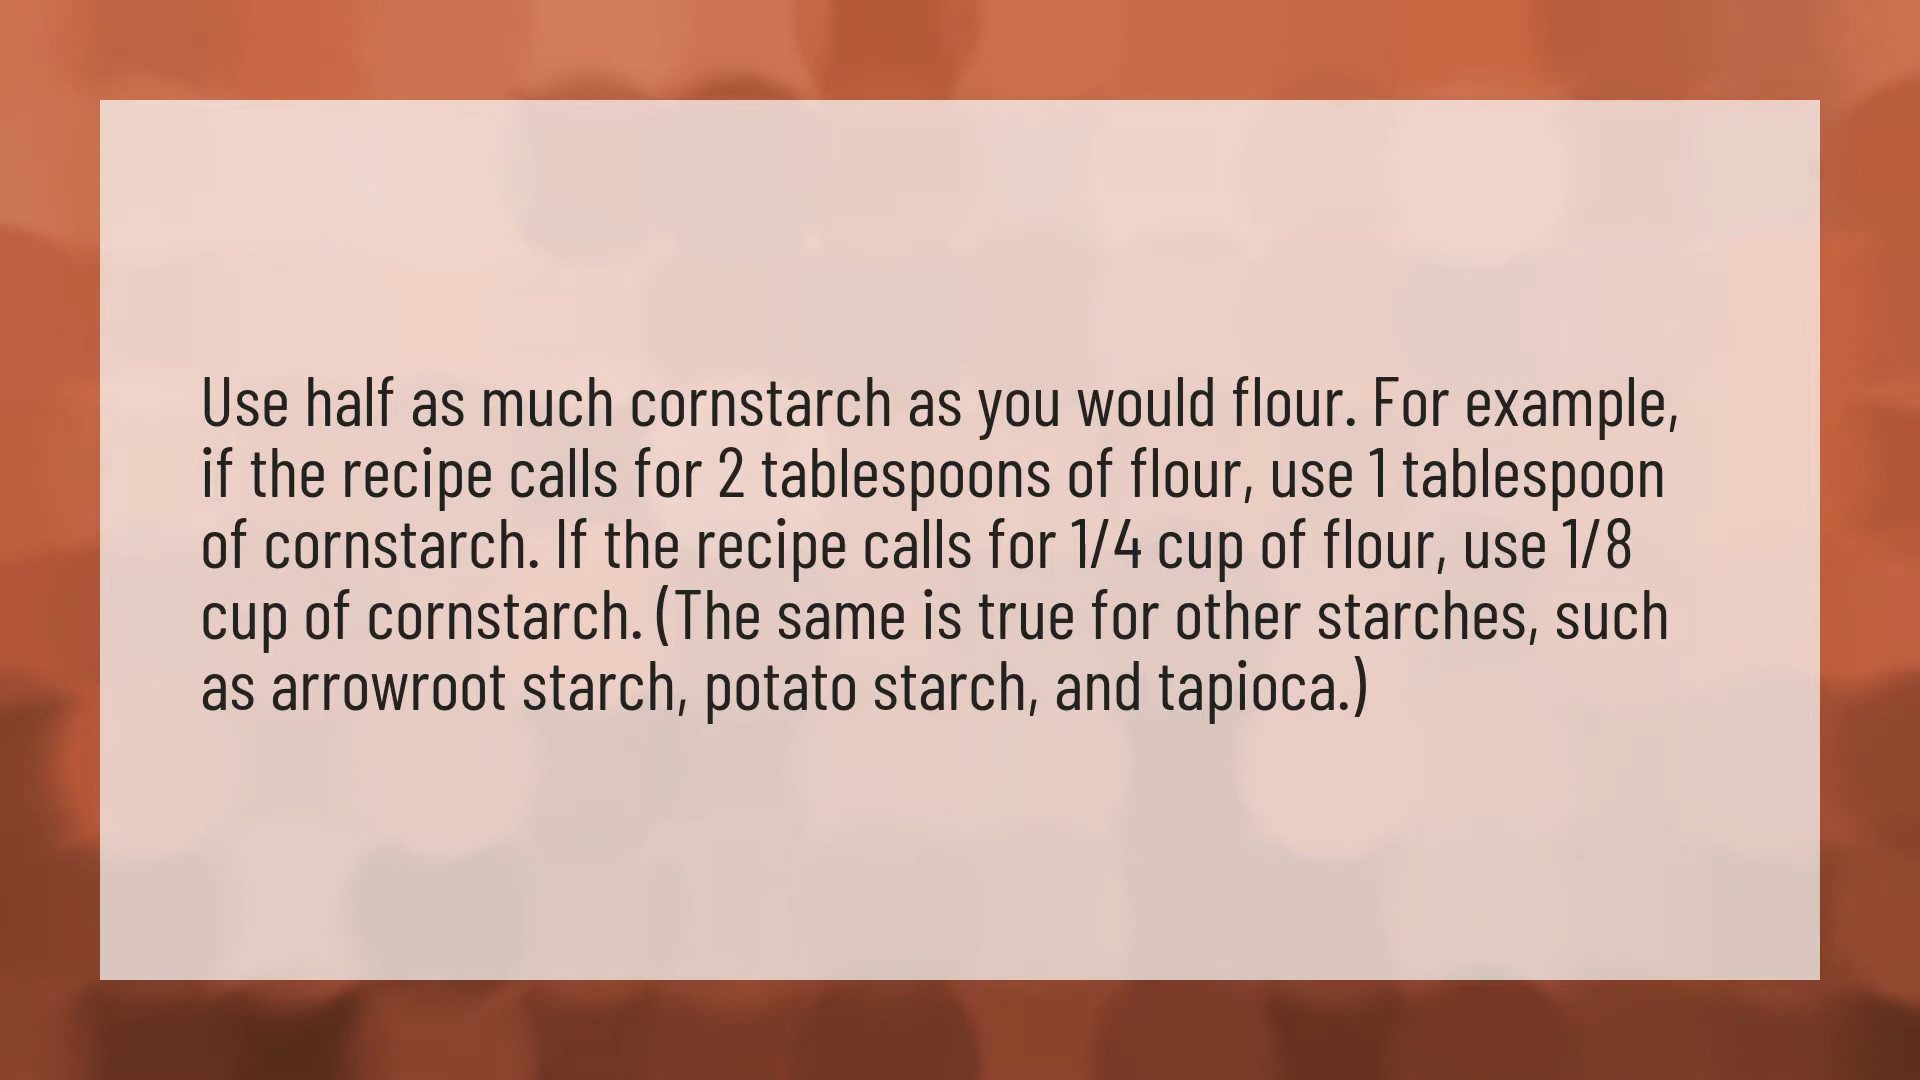 Use half as much cornstarch as you would flour. For example,
if the recipe calls for 2 tablespoons of flour, use 1 tablespoon
of cornstarch. If the recipe calls for 1/4 cup of flour, use 1/8
cup of cornstarch. (The same is true for other starches, such
as arrowroot starch, potato starch, and tapioca.)